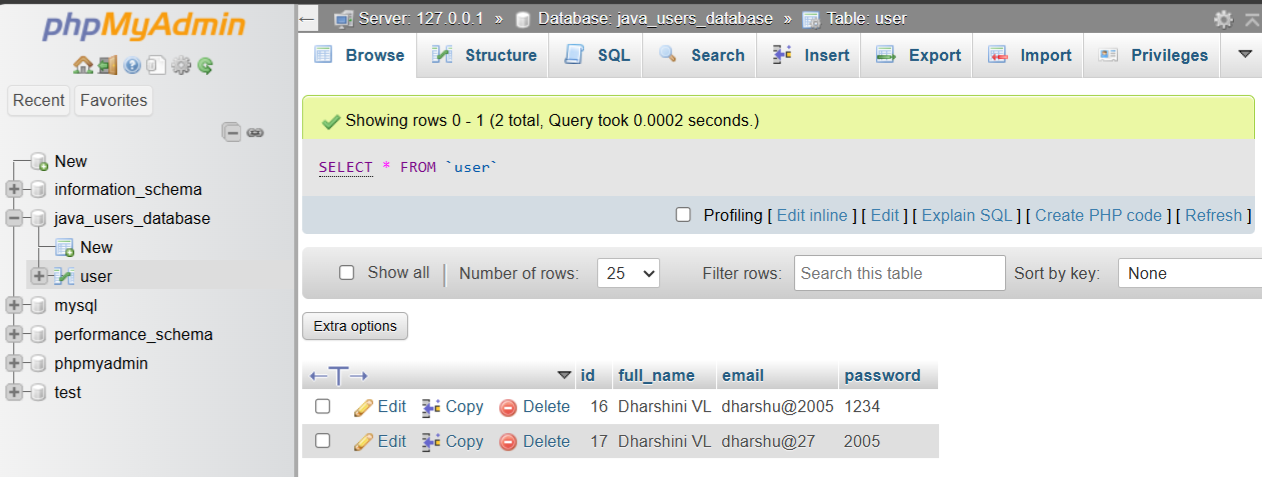 phpMyAdmin
Recent Favorites
New
information_schema
java_users_database
New
user
mysql
performance_schema
phpmyadmin
test
Server: 127.0.0.1 » Database: java_users_database » Table: user
Browse Structure SQL Search Insert Export Import Privileges
Showing rows 0 - 1 (2 total, Query took 0.0002 seconds.)
SELECT * FROM `user`
Profiling [ Edit inline ] [ Edit ] [ Explain SQL ] [ Create PHP code ] [ Refresh ]
Show all Number of rows: 25 Filter rows: Search this table Sort by key: None
Extra options
id full_name email password
Edit Copy Delete 16 Dharshini VL dharshu@2005 1234
Edit Copy Delete 17 Dharshini VL dharshu@27 2005